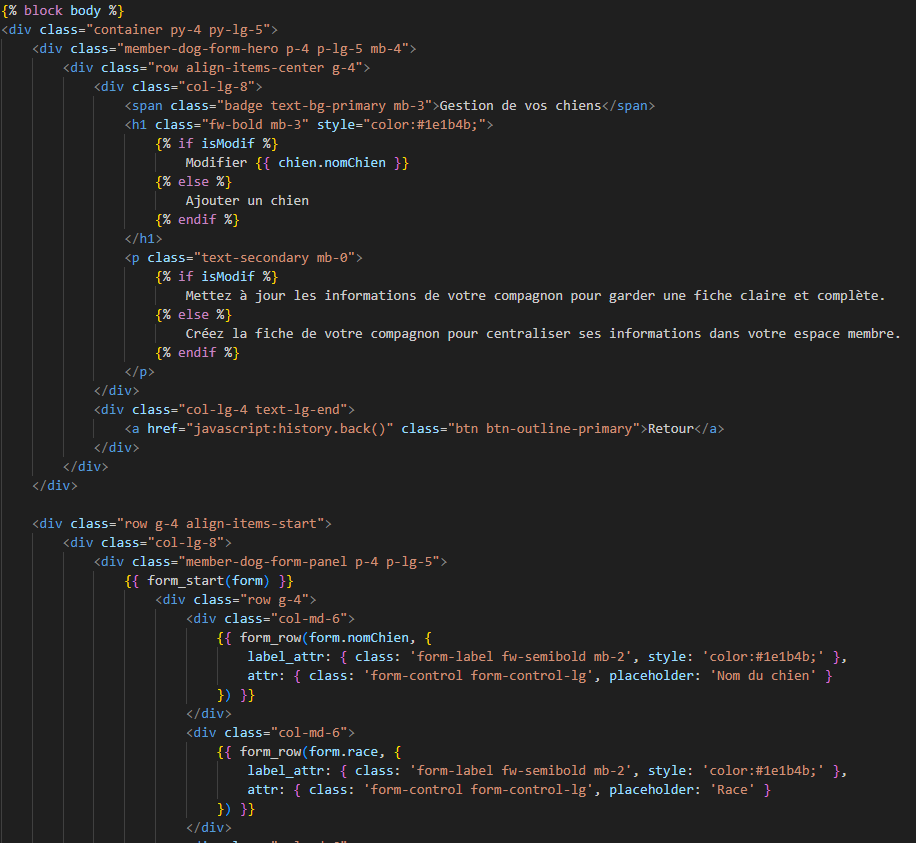 {% block body %}
<div class="container py-4 py-lg-5">
    <div class="member-dog-form-hero p-4 p-lg-5 mb-4">
        <div class="row align-items-center g-4">
            <div class="col-lg-8">
                <span class="badge text-bg-primary mb-3">Gestion de vos chiens</span>
                <h1 class="fw-bold mb-3" style="color:#1e1b4b;">
                    {% if isModif %}
                        Modifier {{ chien.nomChien }}
                    {% else %}
                        Ajouter un chien
                    {% endif %}
                </h1>
                <p class="text-secondary mb-0">
                    {% if isModif %}
                        Mettez à jour les informations de votre compagnon pour garder une fiche claire et complète.
                    {% else %}
                        Créez la fiche de votre compagnon pour centraliser ses informations dans votre espace membre.
                    {% endif %}
                </p>
            </div>
            <div class="col-lg-4 text-lg-end">
                <a href="javascript:history.back()" class="btn btn-outline-primary">Retour</a>
            </div>
        </div>
    </div>

    <div class="row g-4 align-items-start">
        <div class="col-lg-8">
            <div class="member-dog-form-panel p-4 p-lg-5">
                {{ form_start(form) }}
                    <div class="row g-4">
                        <div class="col-md-6">
                            {{ form_row(form.nomChien, {
                                label_attr: { class: 'form-label fw-semibold mb-2', style: 'color:#1e1b4b;' },
                                attr: { class: 'form-control form-control-lg', placeholder: 'Nom du chien' }
                            }) }}
                        </div>
                        <div class="col-md-6">
                            {{ form_row(form.race, {
                                label_attr: { class: 'form-label fw-semibold mb-2', style: 'color:#1e1b4b;' },
                                attr: { class: 'form-control form-control-lg', placeholder: 'Race' }
                            }) }}
                        </div>